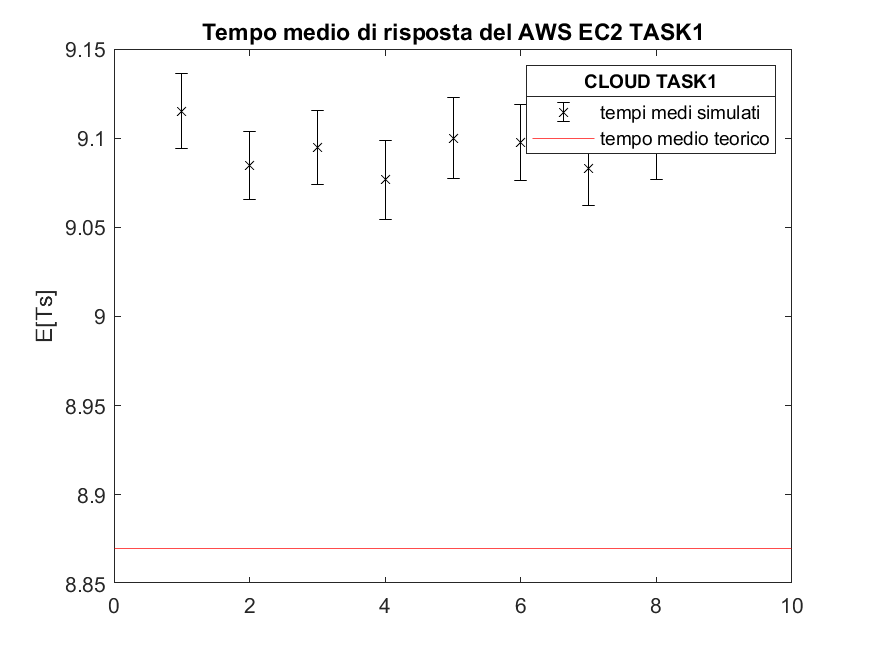 Tempo medio di risposta del AWS EC2 TASK1
9.15
9.1
9.05
9
8.95
8.9
8.85
E[Ts]
CLOUD TASK1
tempi medi simulati
tempo medio teorico
0 2 4 6 8 10